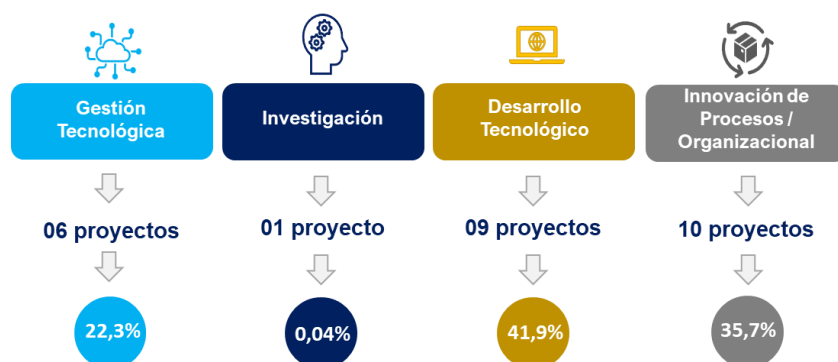 Gestión
Tecnológica
Investigación
Desarrollo
Tecnológico
Innovación de
Procesos /
Organizacional
06 proyectos
01 proyecto
09 proyectos
10 proyectos
22,3%
0,04%
41,9%
35,7%